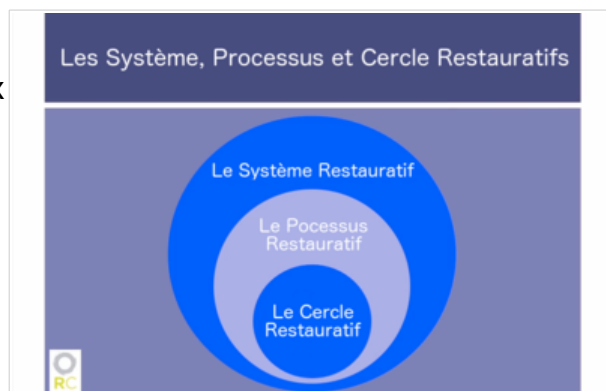 Les Système, Processus et Cercle Restauratifs
x
Le Système Restauratif
Le Pocessus
Restauratif
Le Cercle
Restauratif
RC